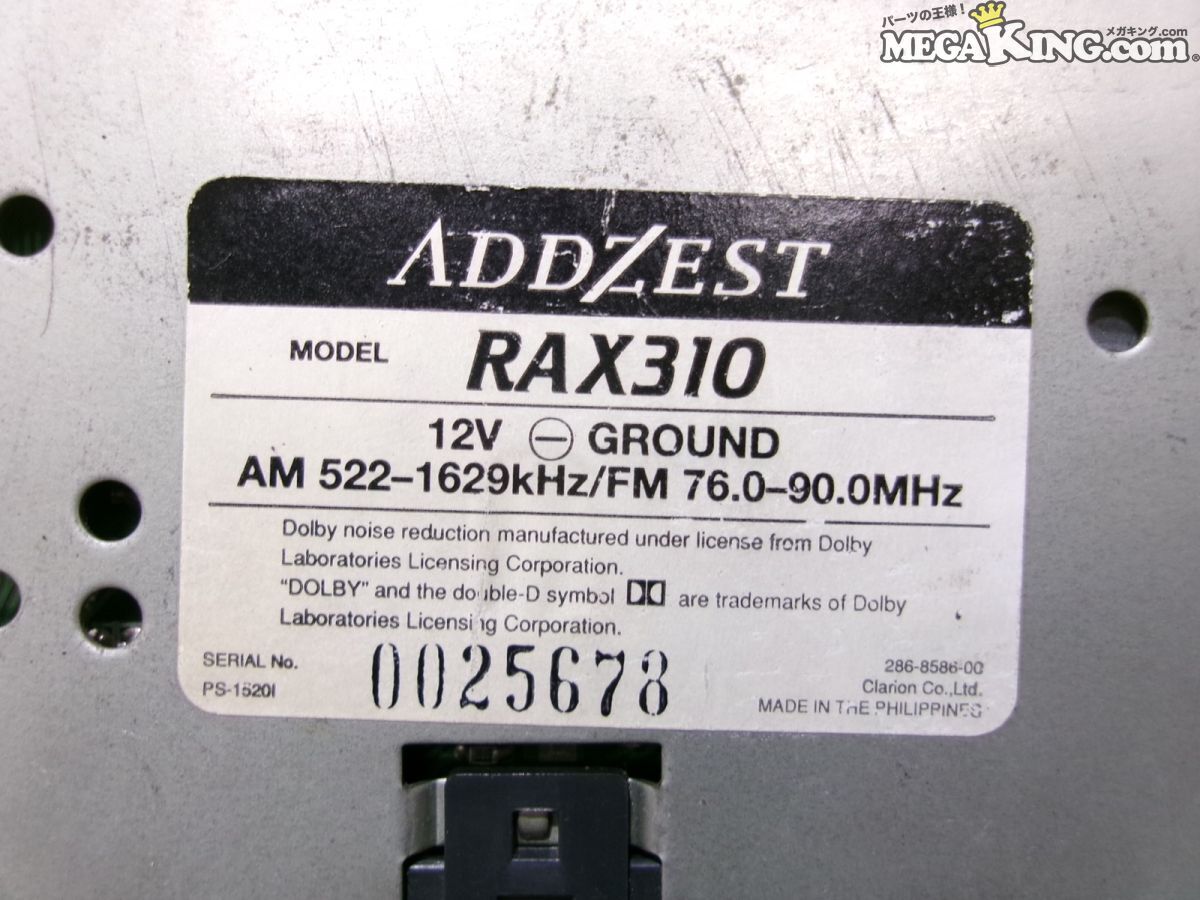 パーツの王様！
メガキング.com
MEGAKING.com®
ADDZEST
MODEL RAX310
12V ⊖ GROUND
AM 522–1629kHz/FM 76.0–90.0MHz
Dolby noise reduction manufactured under license from Dolby
Laboratories Licensing Corporation.
"DOLBY" and the double-D symbol are trademarks of Dolby
Laboratories Licensing Corporation.
SERIAL No. 0025678
PS-1520I
286-8586-00
Clarion Co.,Ltd.
MADE IN THE PHILIPPINES